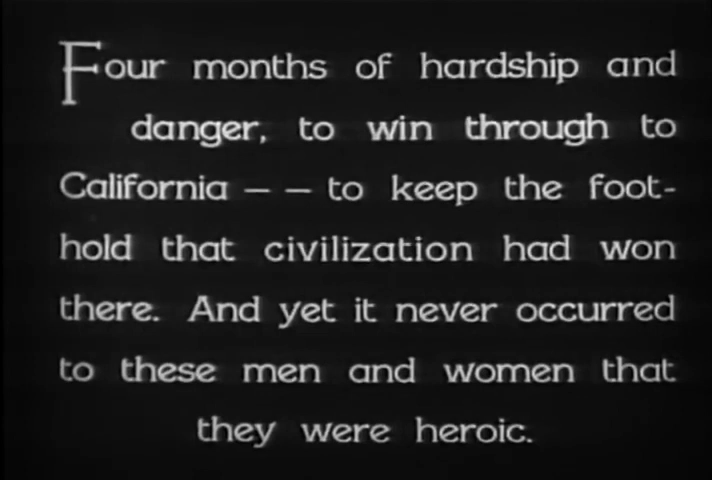 Four months of hardship and
danger, to win through to
California — — to keep the foot-
hold that civilization had won
there. And yet it never occurred
to these men and women that
they were heroic.